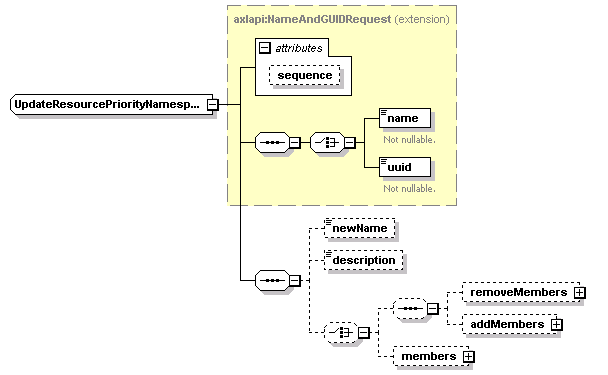 axlapi:NameAndGUIDRequest (extension)
attributes
sequence
UpdateResourcePriorityNamesp...
name
Not nullable.
uuid
Not nullable.
newName
description
removeMembers
addMembers
members